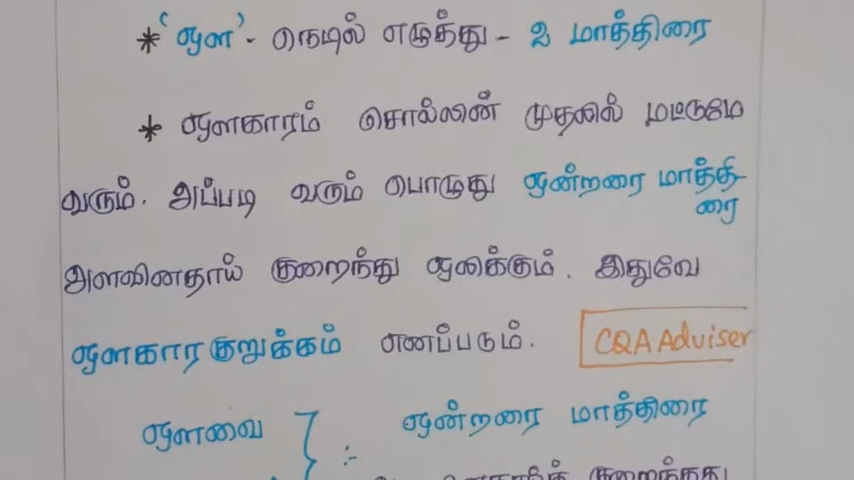 * 'ஔ' - நெடில் எழுத்து - 2 மாத்திரை
* ஔகாரம் சொல்லின் முதலில் மட்டுமே
வரும். அப்படி வரும் பொழுது ஒன்றரை மாத்தி-
ரை
அளவினதாய் குறைந்து ஒலிக்கும். இதுவே
ஔகார குறுக்கம் எனப்படும்.
CQA Adviser
ஔவை } :- ஒன்றரை மாத்திரை
குறைந்தது